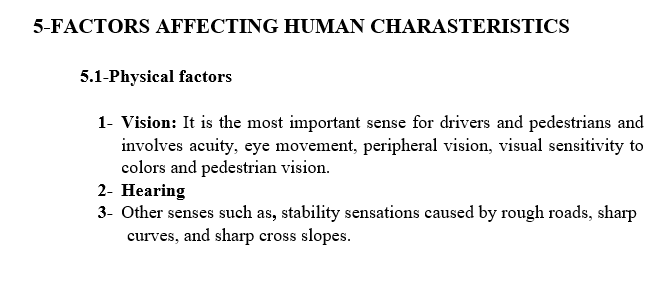 5-FACTORS AFFECTING HUMAN CHARASTERISTICS
5.1-Physical factors
1- Vision: It is the most important sense for drivers and pedestrians and
involves acuity, eye movement, peripheral vision, visual sensitivity to
colors and pedestrian vision.
2- Hearing
3- Other senses such as, stability sensations caused by rough roads, sharp
curves, and sharp cross slopes.